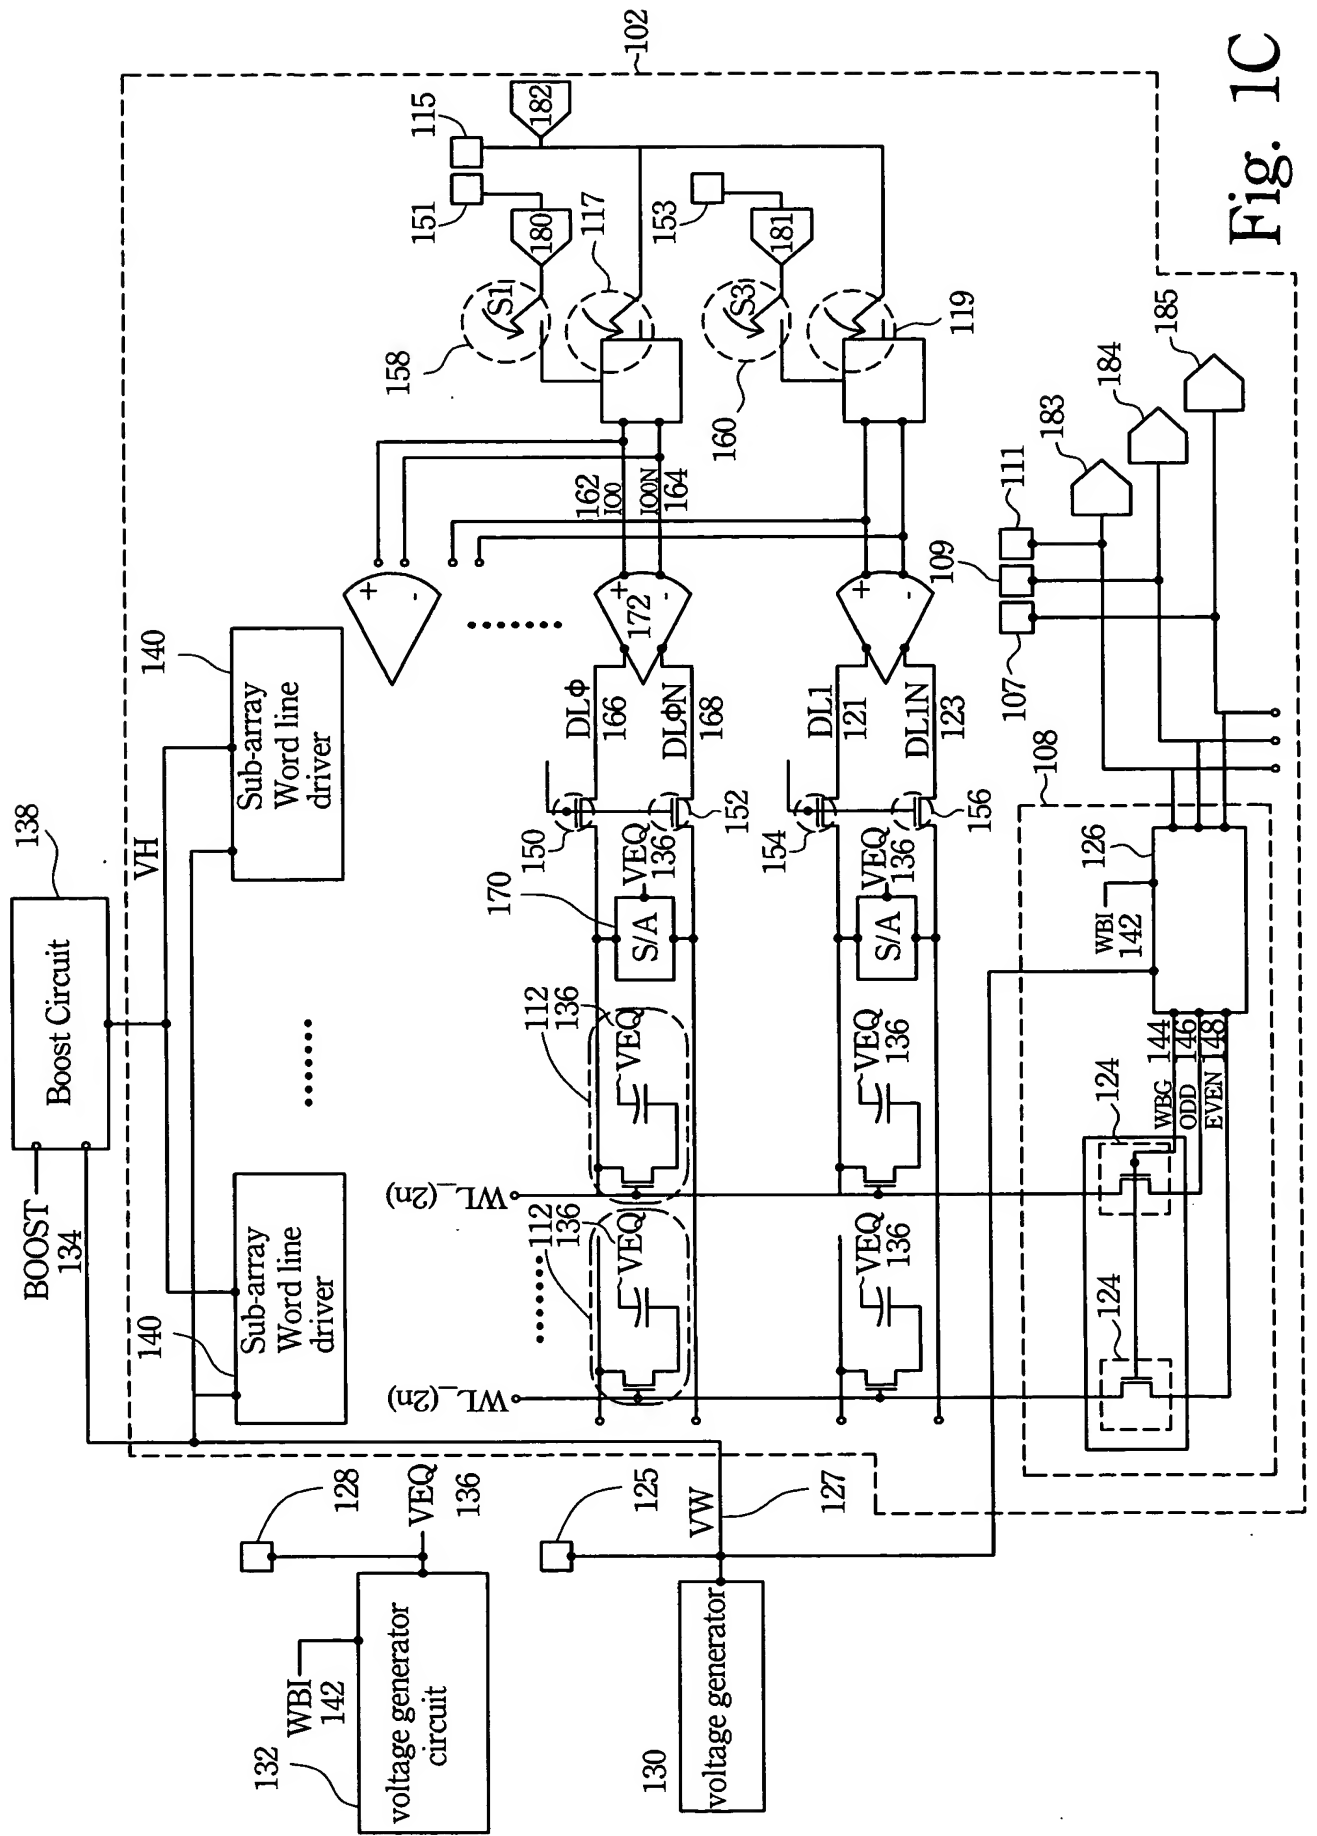 Fig. 1C
102
138
Boost Circuit
BOOST
134
VH
140
Sub-array
Word line
driver
140
Sub-array
Word line
driver
128
VEQ
136
WBI
142
132
voltage generator
circuit
125
VW
127
130
voltage generator
115
182
151
180
S1
158
117
153
181
S3
160
119
162
IO0
IO0N
164
+
-
+
172
-
+
-
DLΦ
166
DLΦN
168
DL1
121
DL1N
123
150
152
154
156
170
S/A
VEQ
136
S/A
VEQ
136
112
136
VEQ
112
136
VEQ
VEQ
136
VEQ
136
WL_(2n)
WL_(2n)
111
109
107
183
184
185
108
126
WBI
142
144
146
148
WBG
ODD
EVEN
124
124